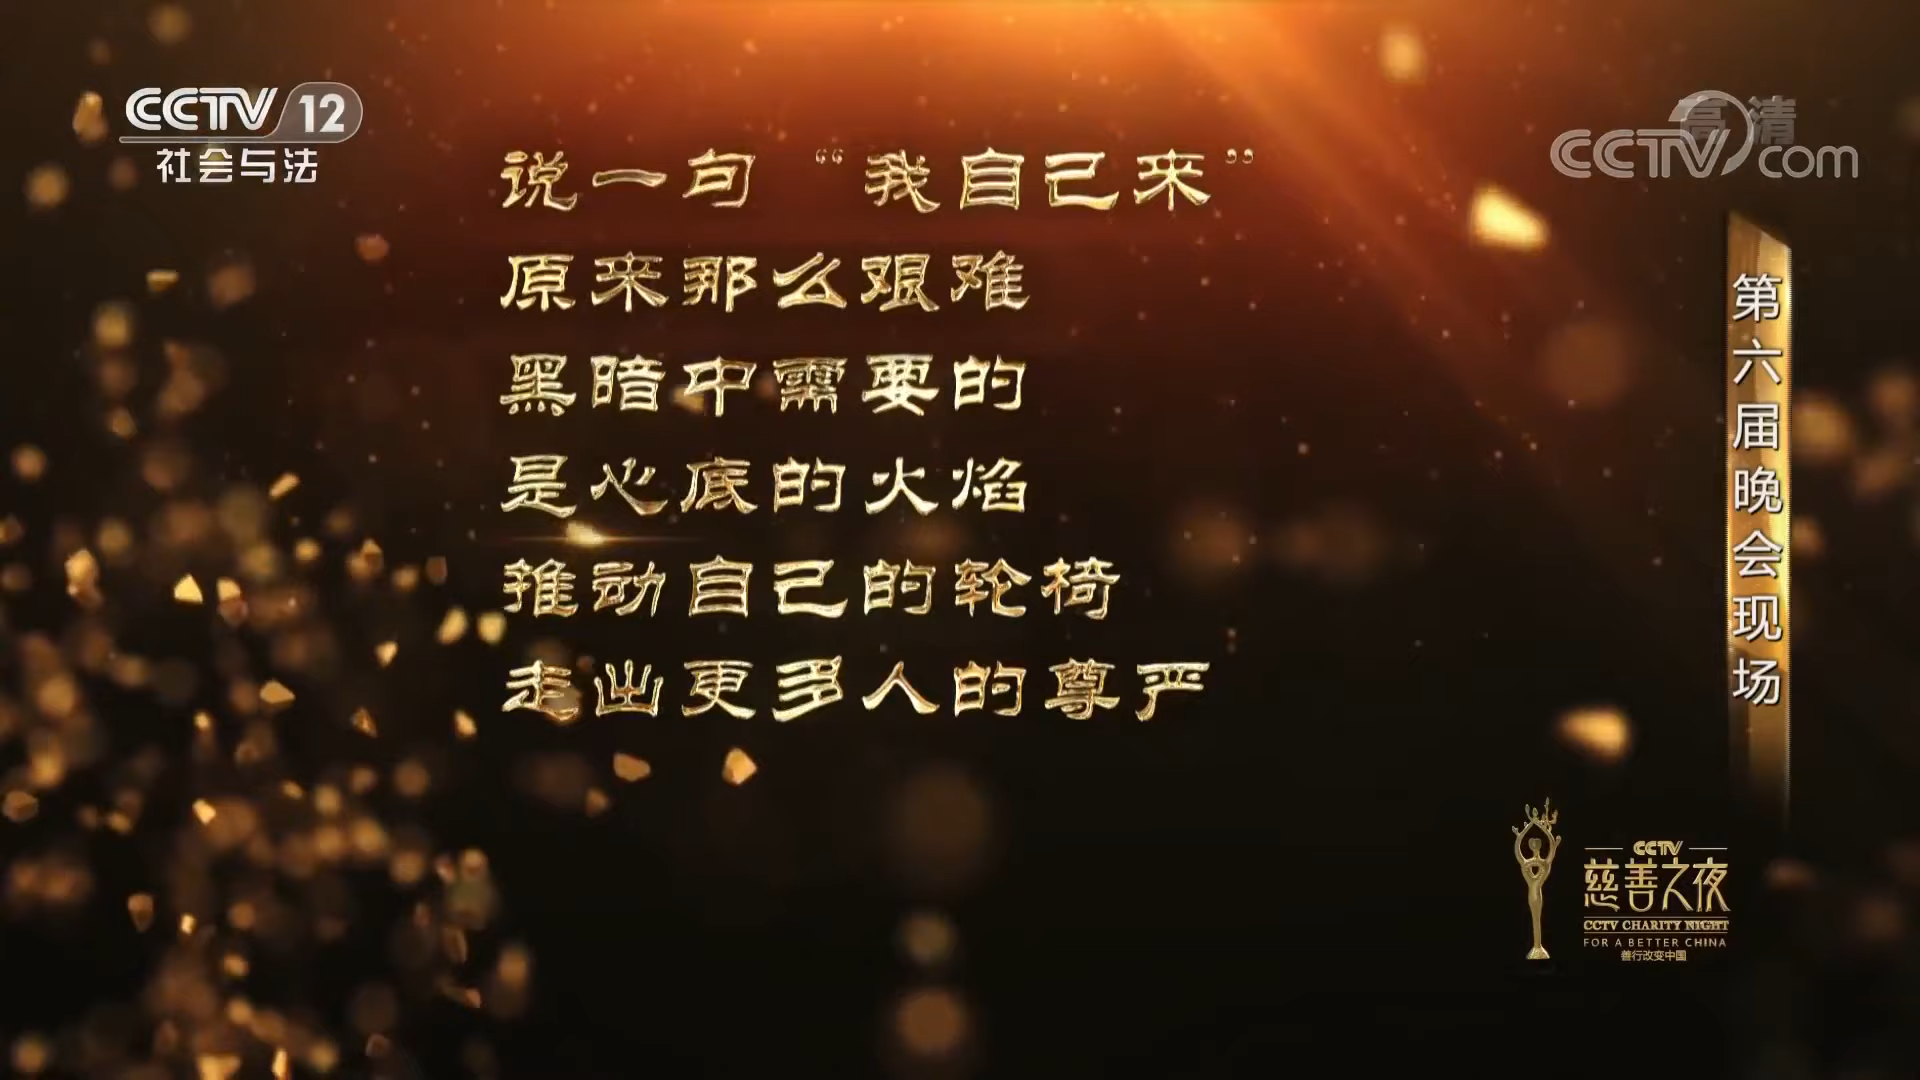 CCTV 12
社会与法
高清
CCTV.com
说一句 “我自己来”
原来那么艰难
黑暗中需要的
是心底的火焰
推动自己的轮椅
走出更多人的尊严
第六届晚会现场
CCTV
慈善之夜
CCTV CHARITY NIGHT
FOR A BETTER CHINA
善行改变中国